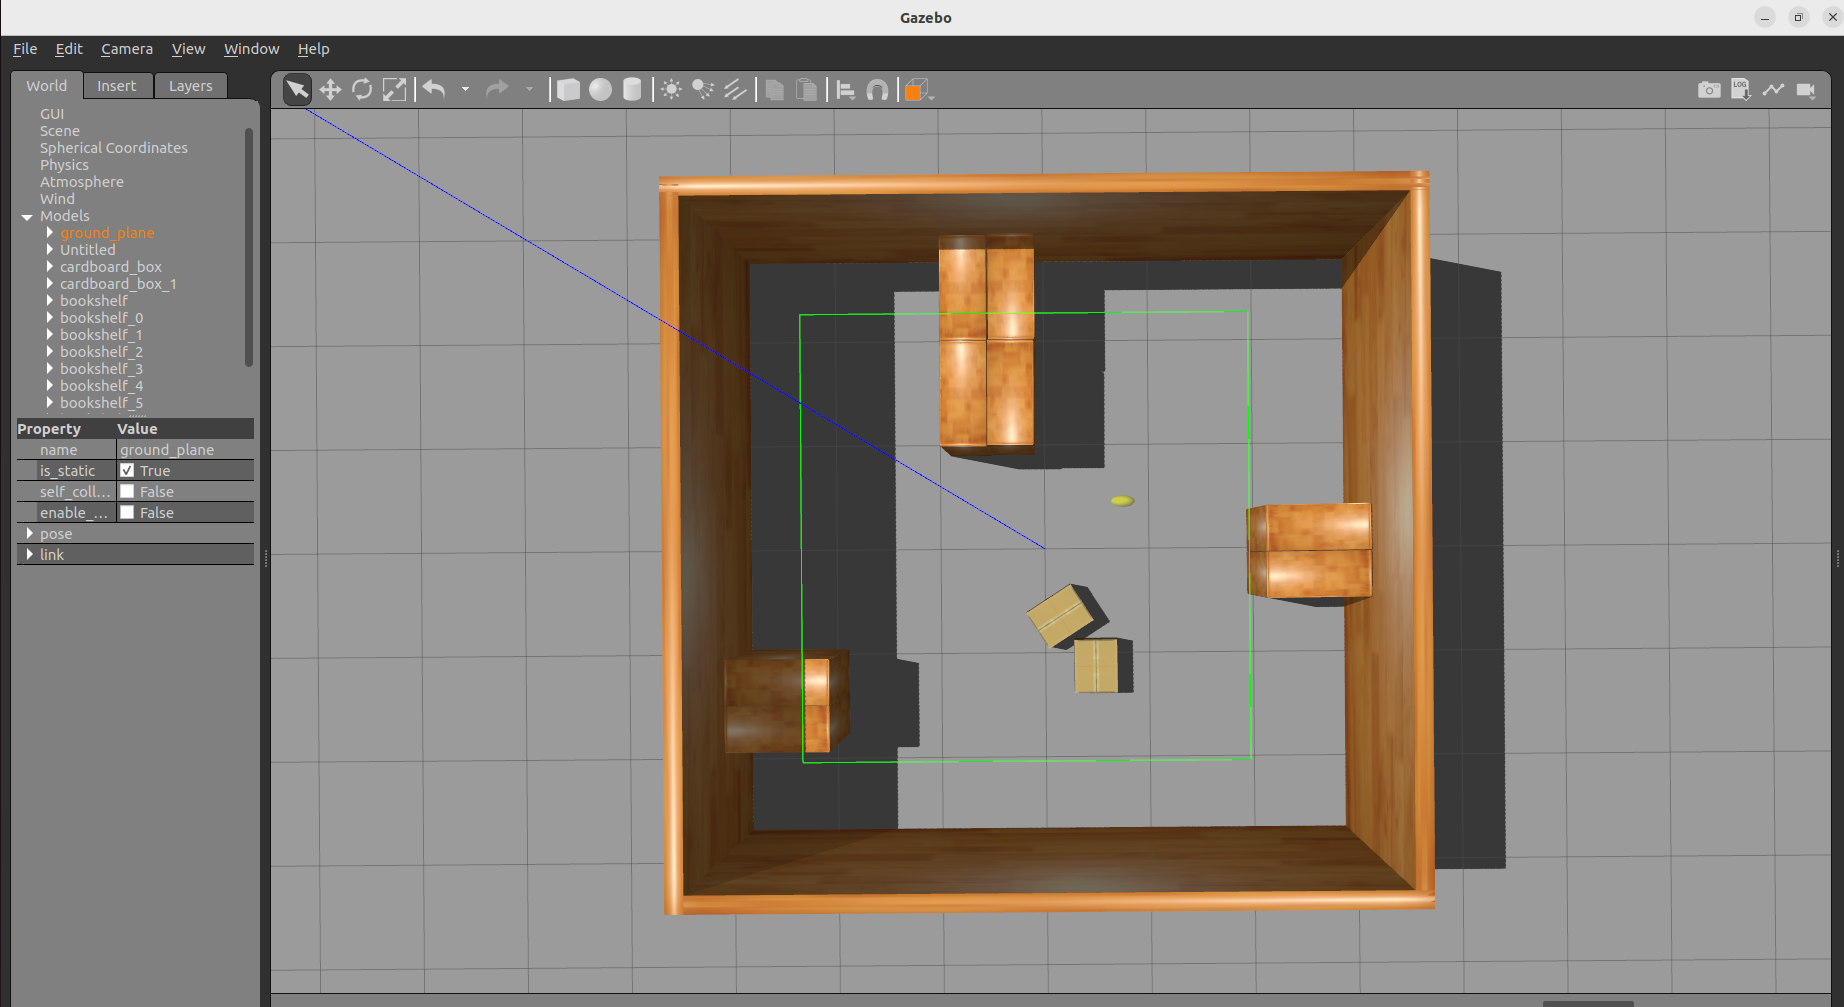 Gazebo
File Edit Camera View Window Help
World Insert Layers
LOG
GUI
Scene
Spherical Coordinates
Physics
Atmosphere
Wind
Models
ground_plane
Untitled
cardboard_box
cardboard_box_1
bookshelf
bookshelf_0
bookshelf_1
bookshelf_2
bookshelf_3
bookshelf_4
bookshelf_5
Property Value
name ground_plane
is_static True
self_coll... False
enable_... False
pose
link